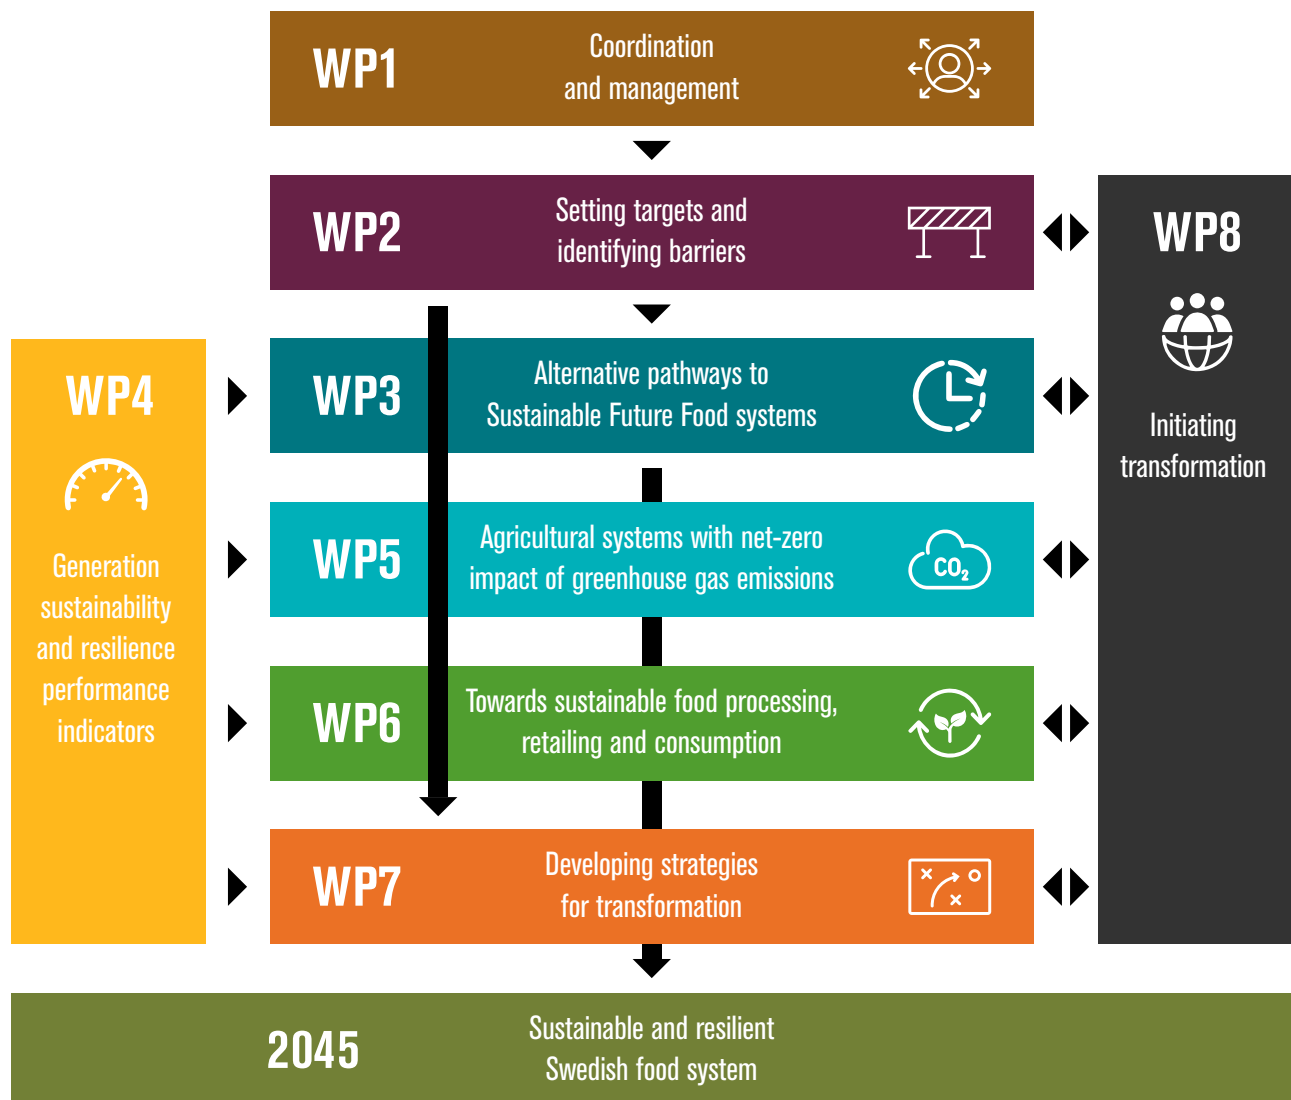 WP1
Coordination
and management
WP2
Setting targets and
identifying barriers
WP8
Initiating
transformation
WP4
Generation
sustainability
and resilience
performance
indicators
WP3
Alternative pathways to
Sustainable Future Food systems
WP5
Agricultural systems with net-zero
impact of greenhouse gas emissions
CO₂
WP6
Towards sustainable food processing,
retailing and consumption
WP7
Developing strategies
for transformation
2045
Sustainable and resilient
Swedish food system